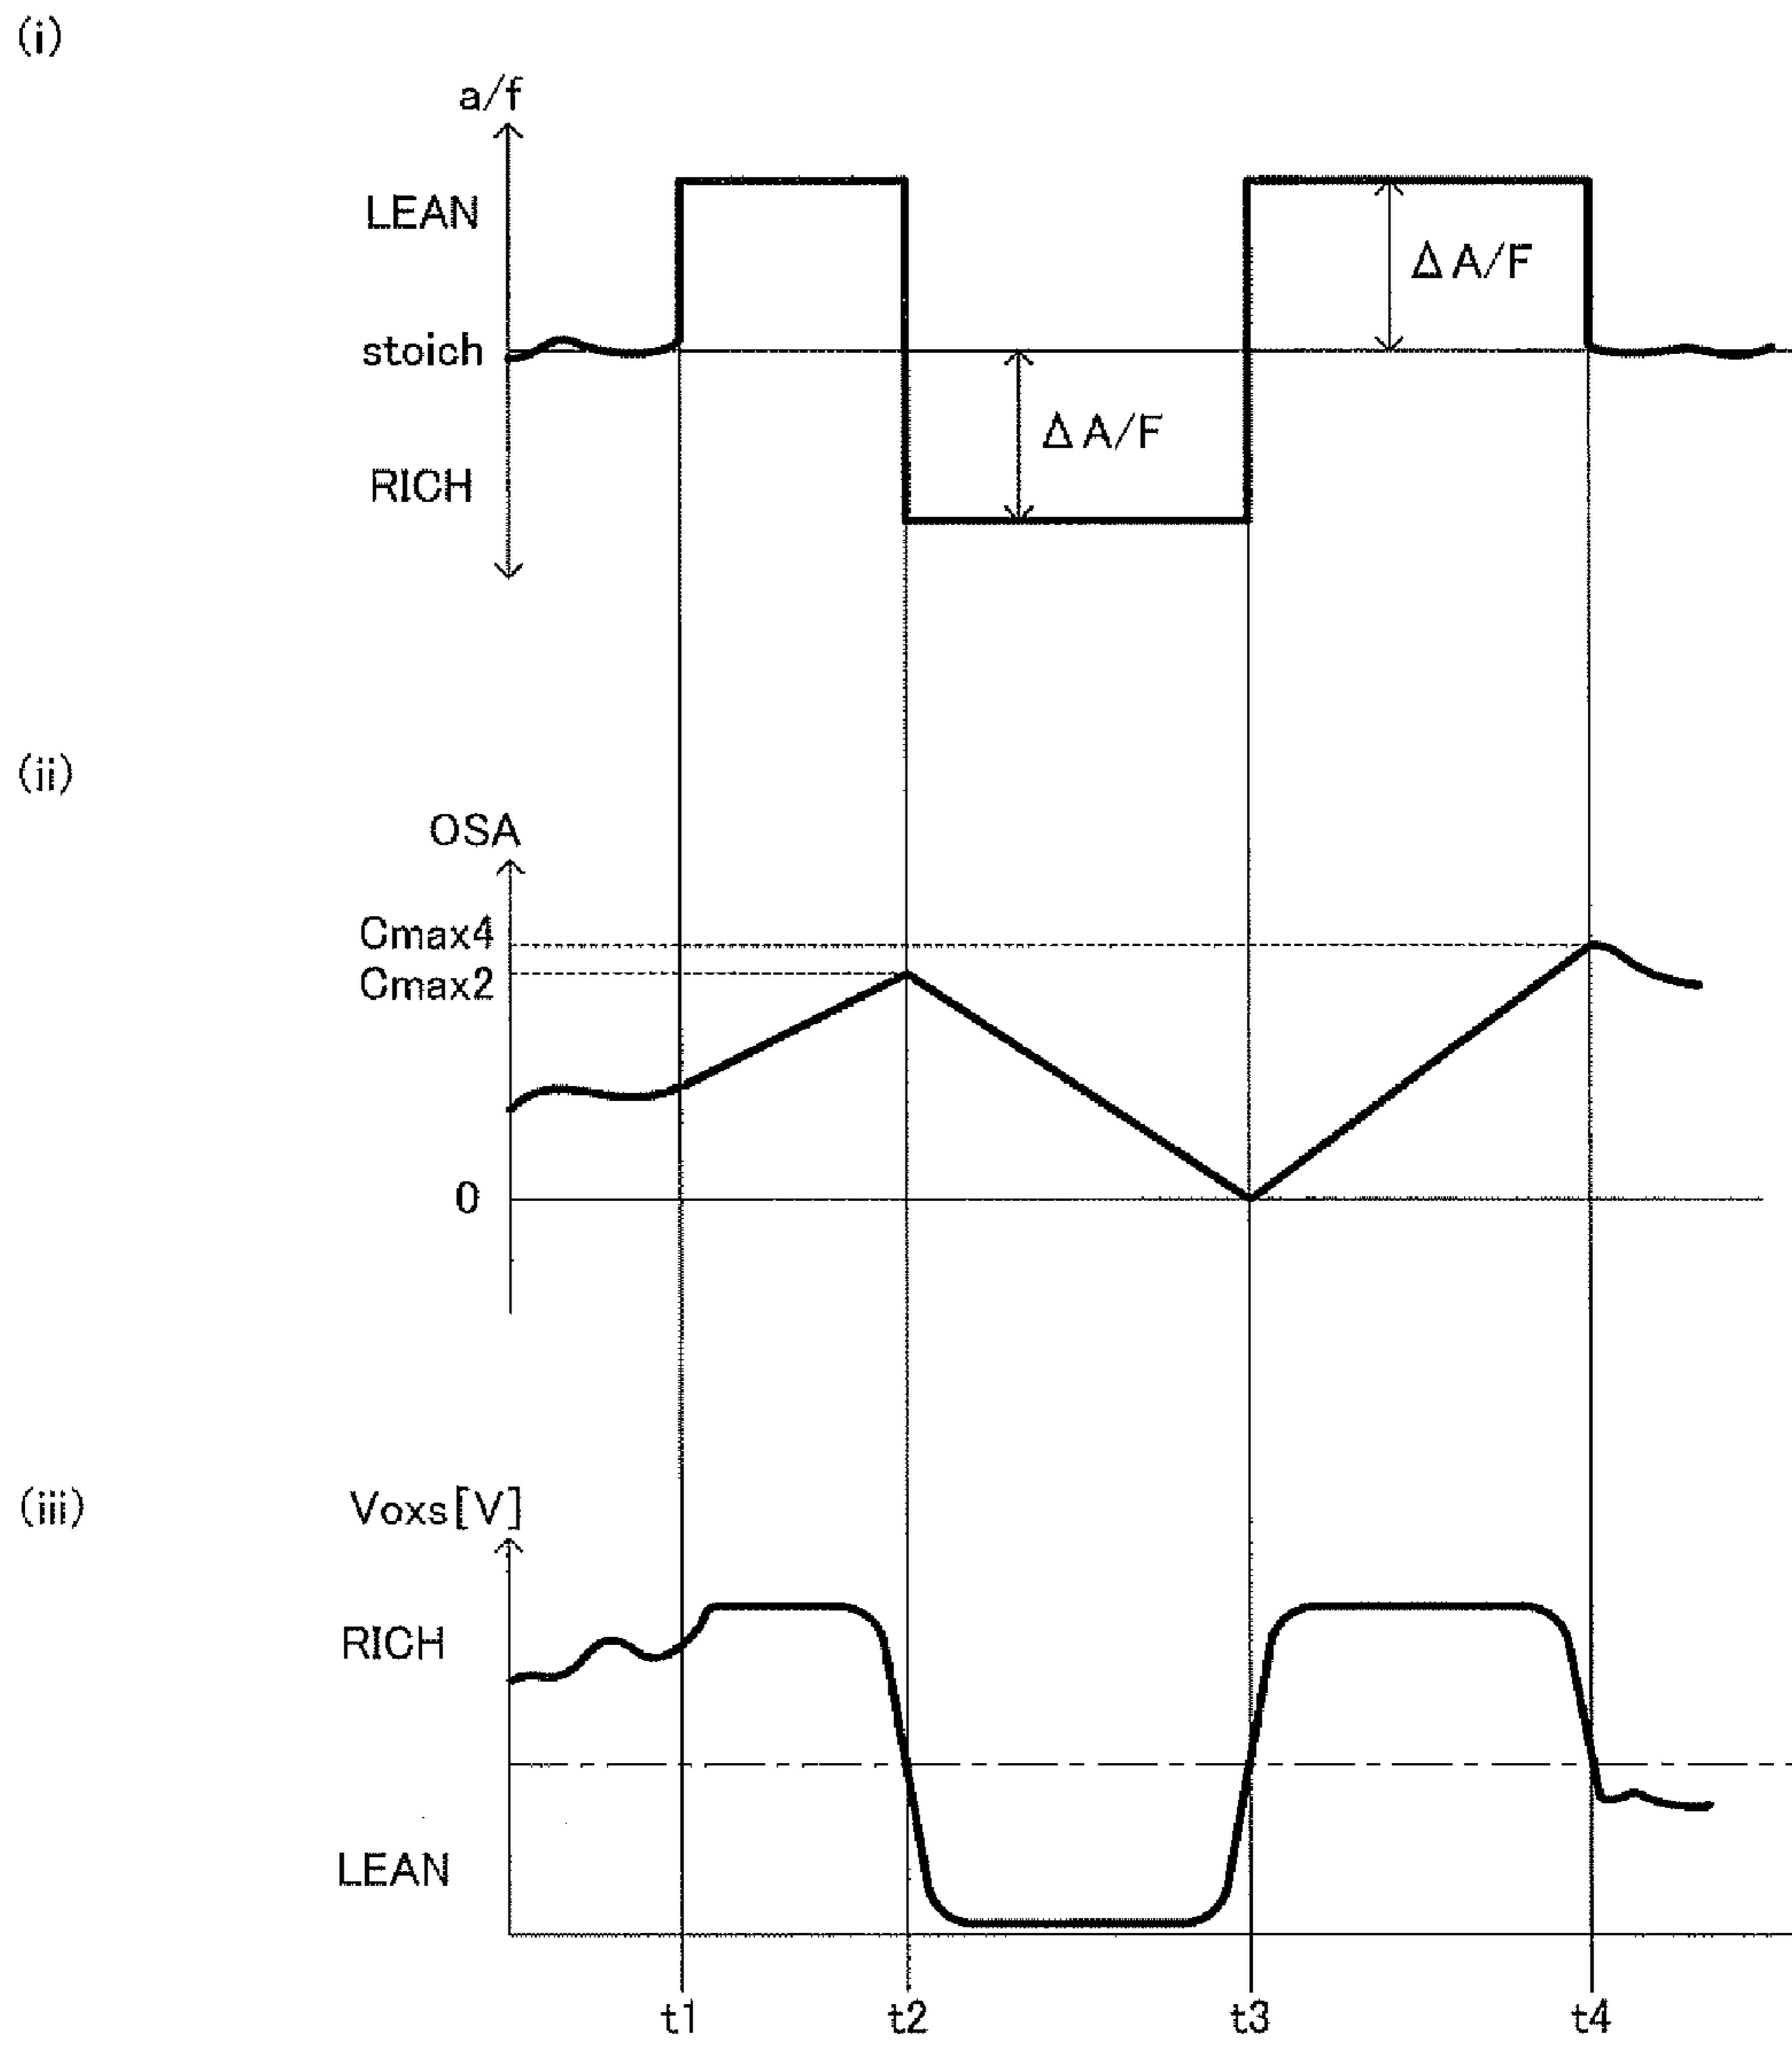 (i)
a/f
LEAN
ΔA/F
stoich
ΔA/F
RICH
(ii)
OSA
Cmax4
Cmax2
0
(iii)
Voxs[V]
RICH
LEAN
t1 t2 t3 t4